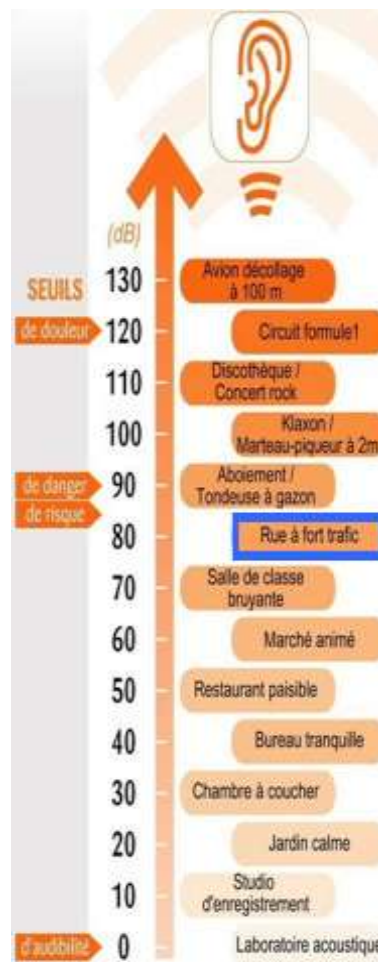 (dB)
SEUILS
130
Avion décollage
à 100 m
de douleur
120
Circuit formule1
110
Discothèque /
Concert rock
100
Klaxon /
Marteau-piqueur à 2m
de danger
90
Aboiement /
Tondeuse à gazon
de risque
80
Rue à fort trafic
70
Salle de classe
bruyante
60
Marché animé
50
Restaurant paisible
40
Bureau tranquille
30
Chambre à coucher
20
Jardin calme
10
Studio
d'enregistrement
d'audibilité
0
Laboratoire acoustique